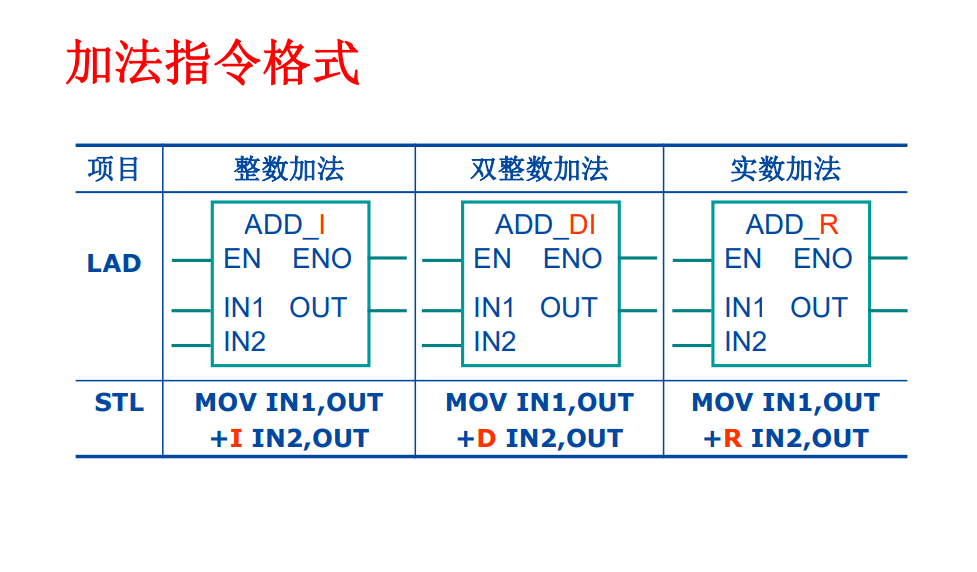 加法指令格式
项目 整数加法 双整数加法 实数加法
LAD
ADD_I ADD_DI ADD_R
EN ENO EN ENO EN ENO
IN1 OUT IN1 OUT IN1 OUT
IN2 IN2 IN2
STL MOV IN1,OUT MOV IN1,OUT MOV IN1,OUT
+I IN2,OUT +D IN2,OUT +R IN2,OUT